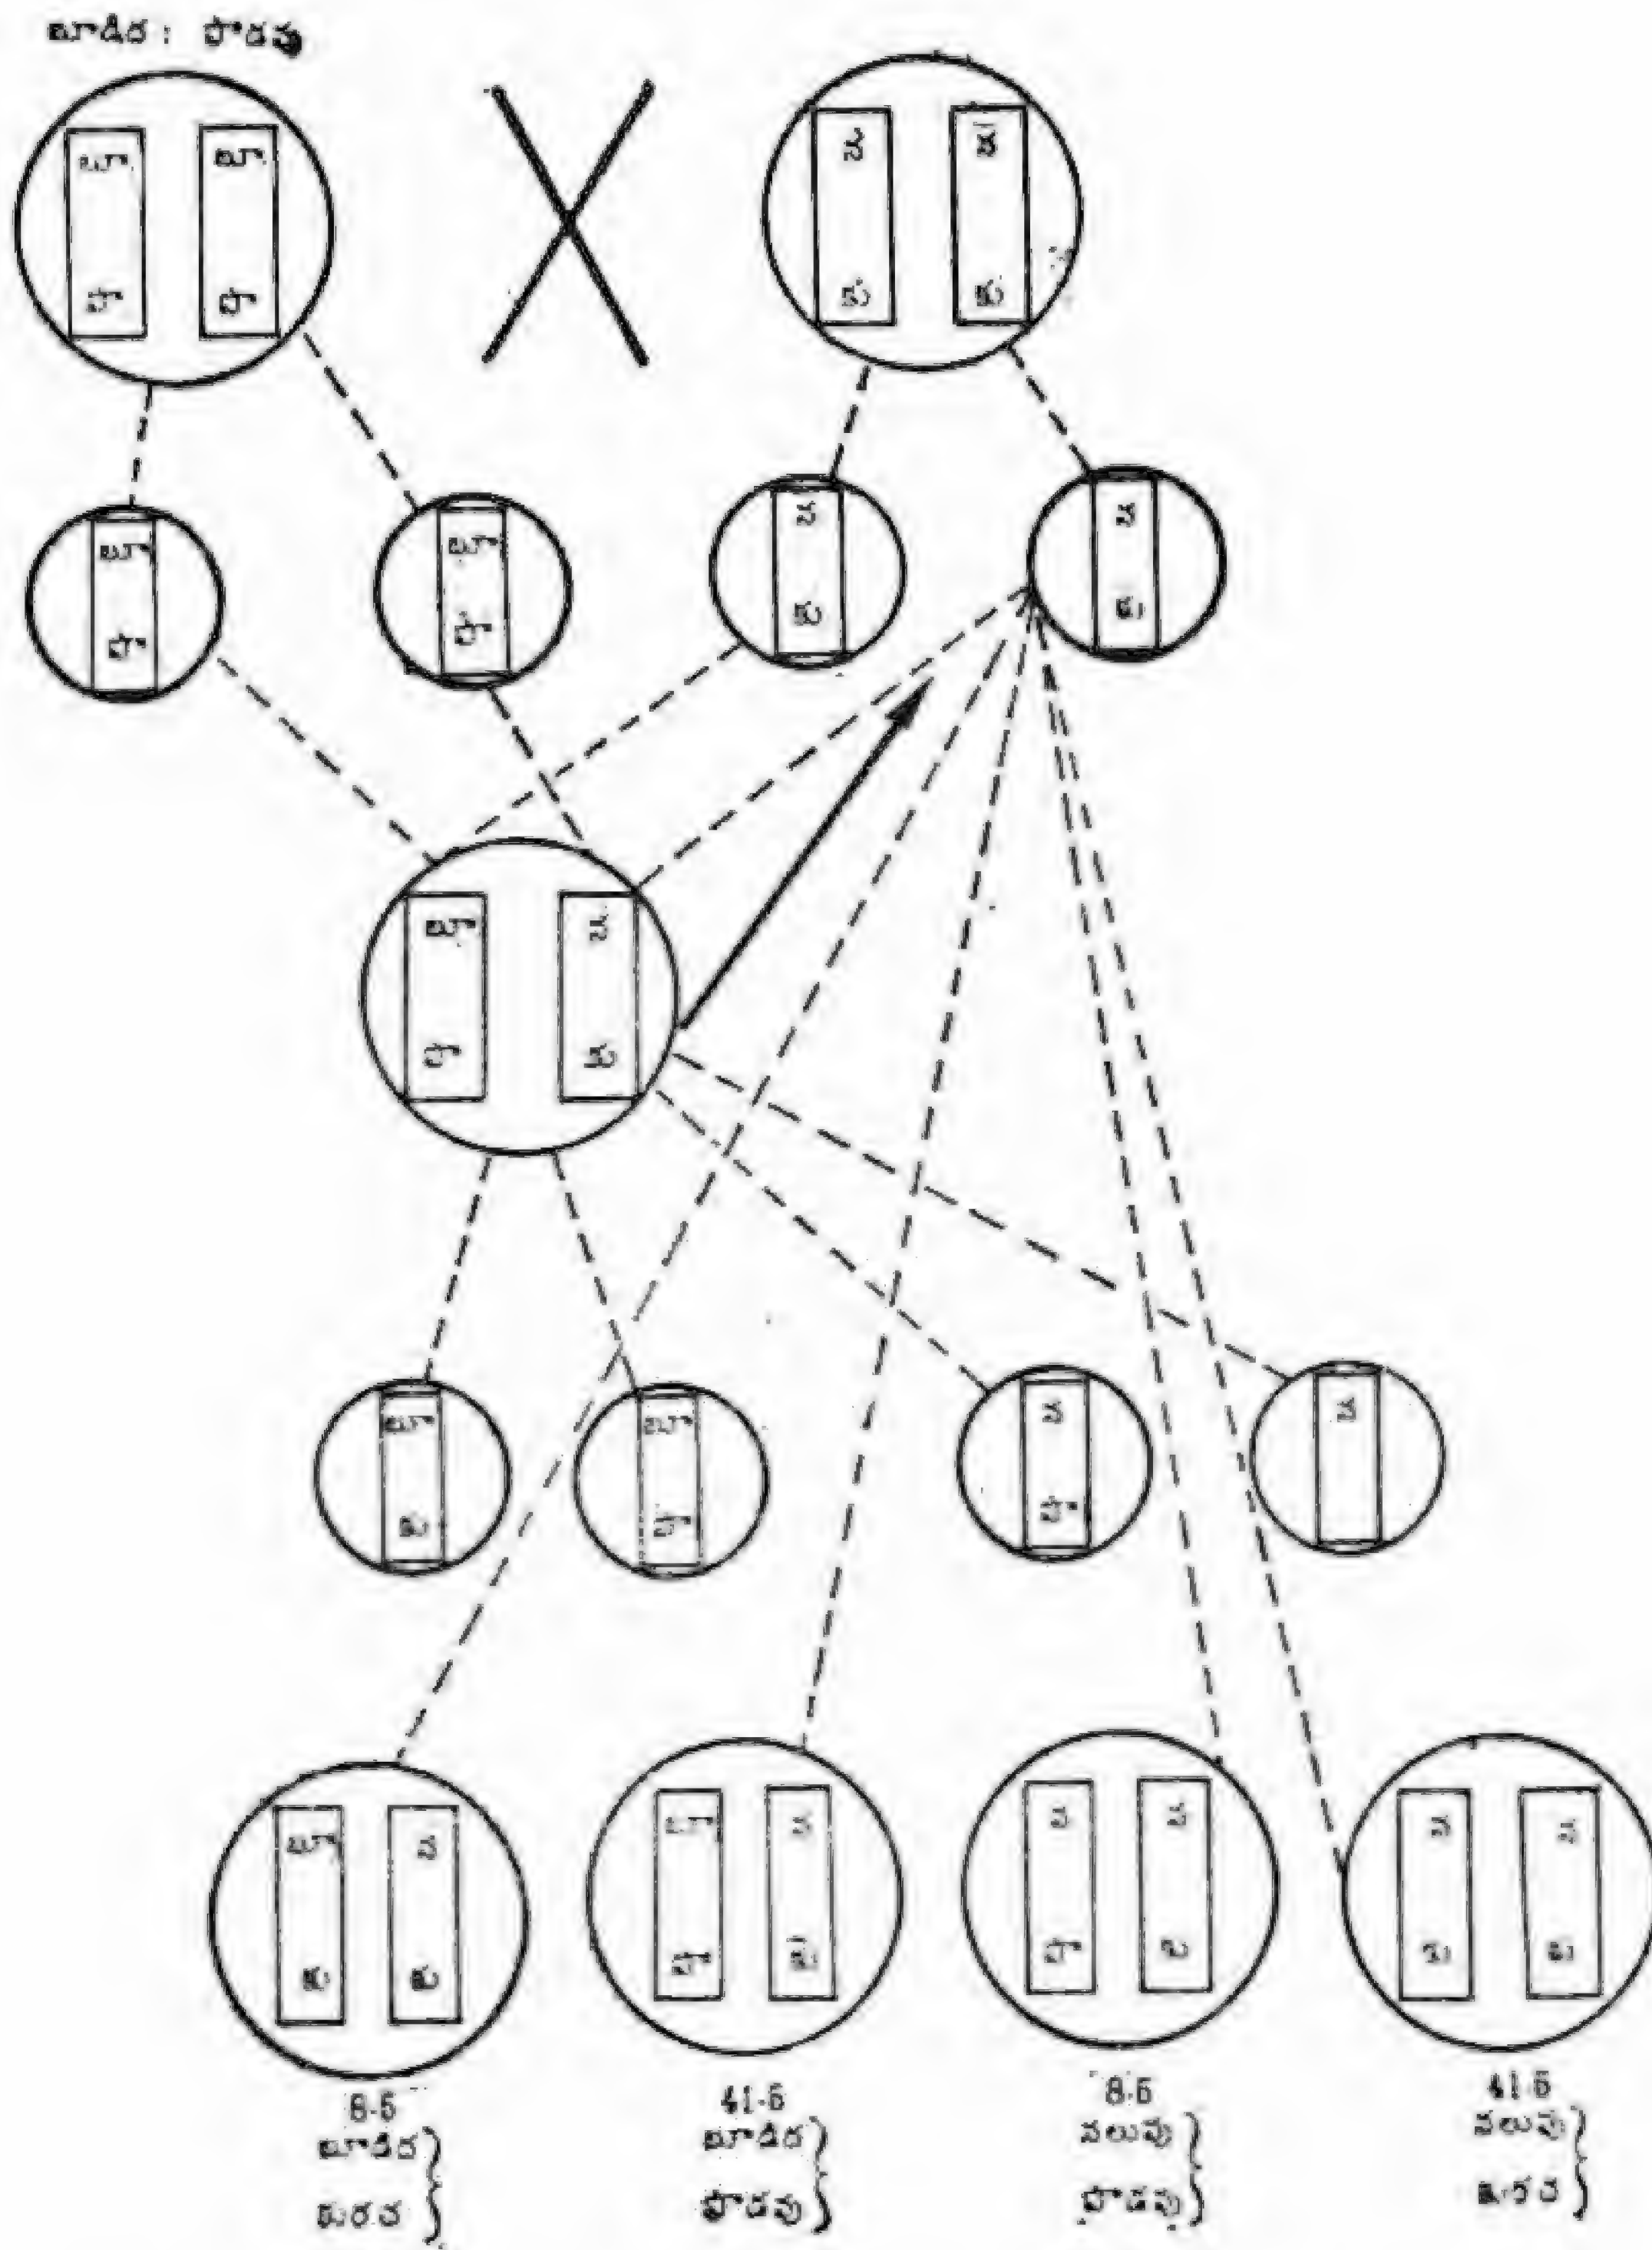 బూడిద : పొడవు
బూ బూ న న
పొ పొ కు కు
బూ బూ న న
పొ పొ కు కు
బూ న
పొ కు
బూ బూ న న
కు పొ పొ
బూ న బూ న న న న న
కు కు పొ కు పొ కు కు
8-5 41-5 8-5 41-5
బూడిద బూడిద నలుపు నలుపు
కురచ పొడవు పొడవు కురచ